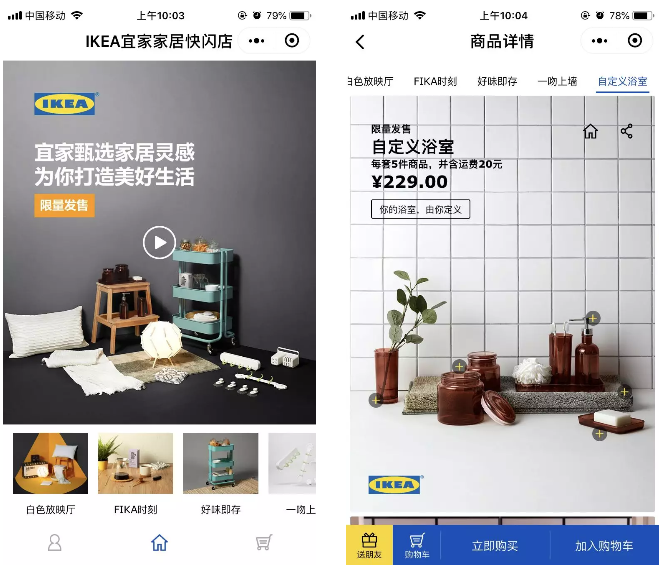 中国移动
上午10:03
79%
IKEA宜家家居快闪店
IKEA
宜家甄选家居灵感
为你打造美好生活
限量发售
白色放映厅
FIKA时刻
好味即存
一吻上
中国移动
上午10:04
78%
商品详情
白色放映厅
FIKA时刻
好味即存
一吻上墙
自定义浴室
限量发售
自定义浴室
每套5件商品，并含运费20元
¥229.00
你的浴室，由你定义
IKEA
送朋友
购物车
立即购买
加入购物车